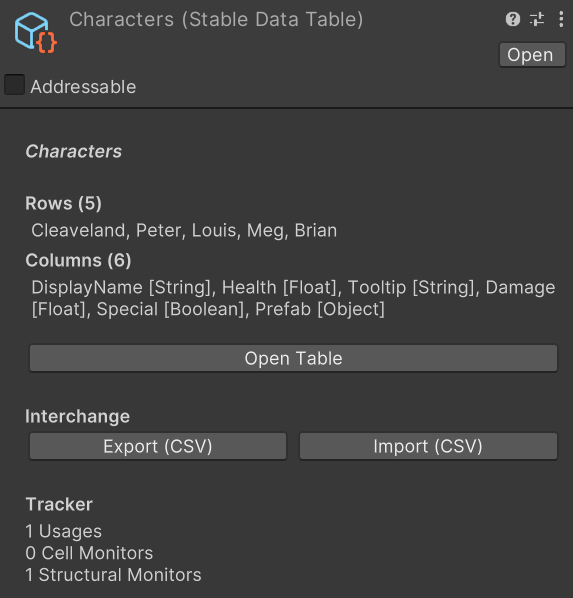 Characters (Stable Data Table)
Open
Addressable
Characters
Rows (5)
Cleaveland, Peter, Louis, Meg, Brian
Columns (6)
DisplayName [String], Health [Float], Tooltip [String], Damage
[Float], Special [Boolean], Prefab [Object]
Open Table
Interchange
Export (CSV) Import (CSV)
Tracker
1 Usages
0 Cell Monitors
1 Structural Monitors